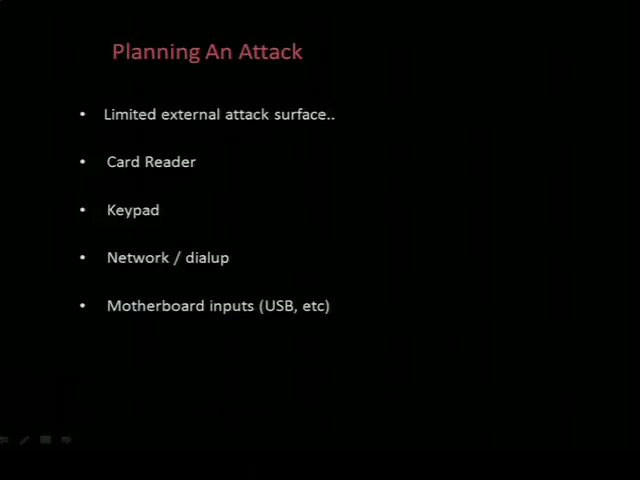 Planning An Attack
• Limited external attack surface..
• Card Reader
• Keypad
• Network / dialup
• Motherboard inputs (USB, etc)